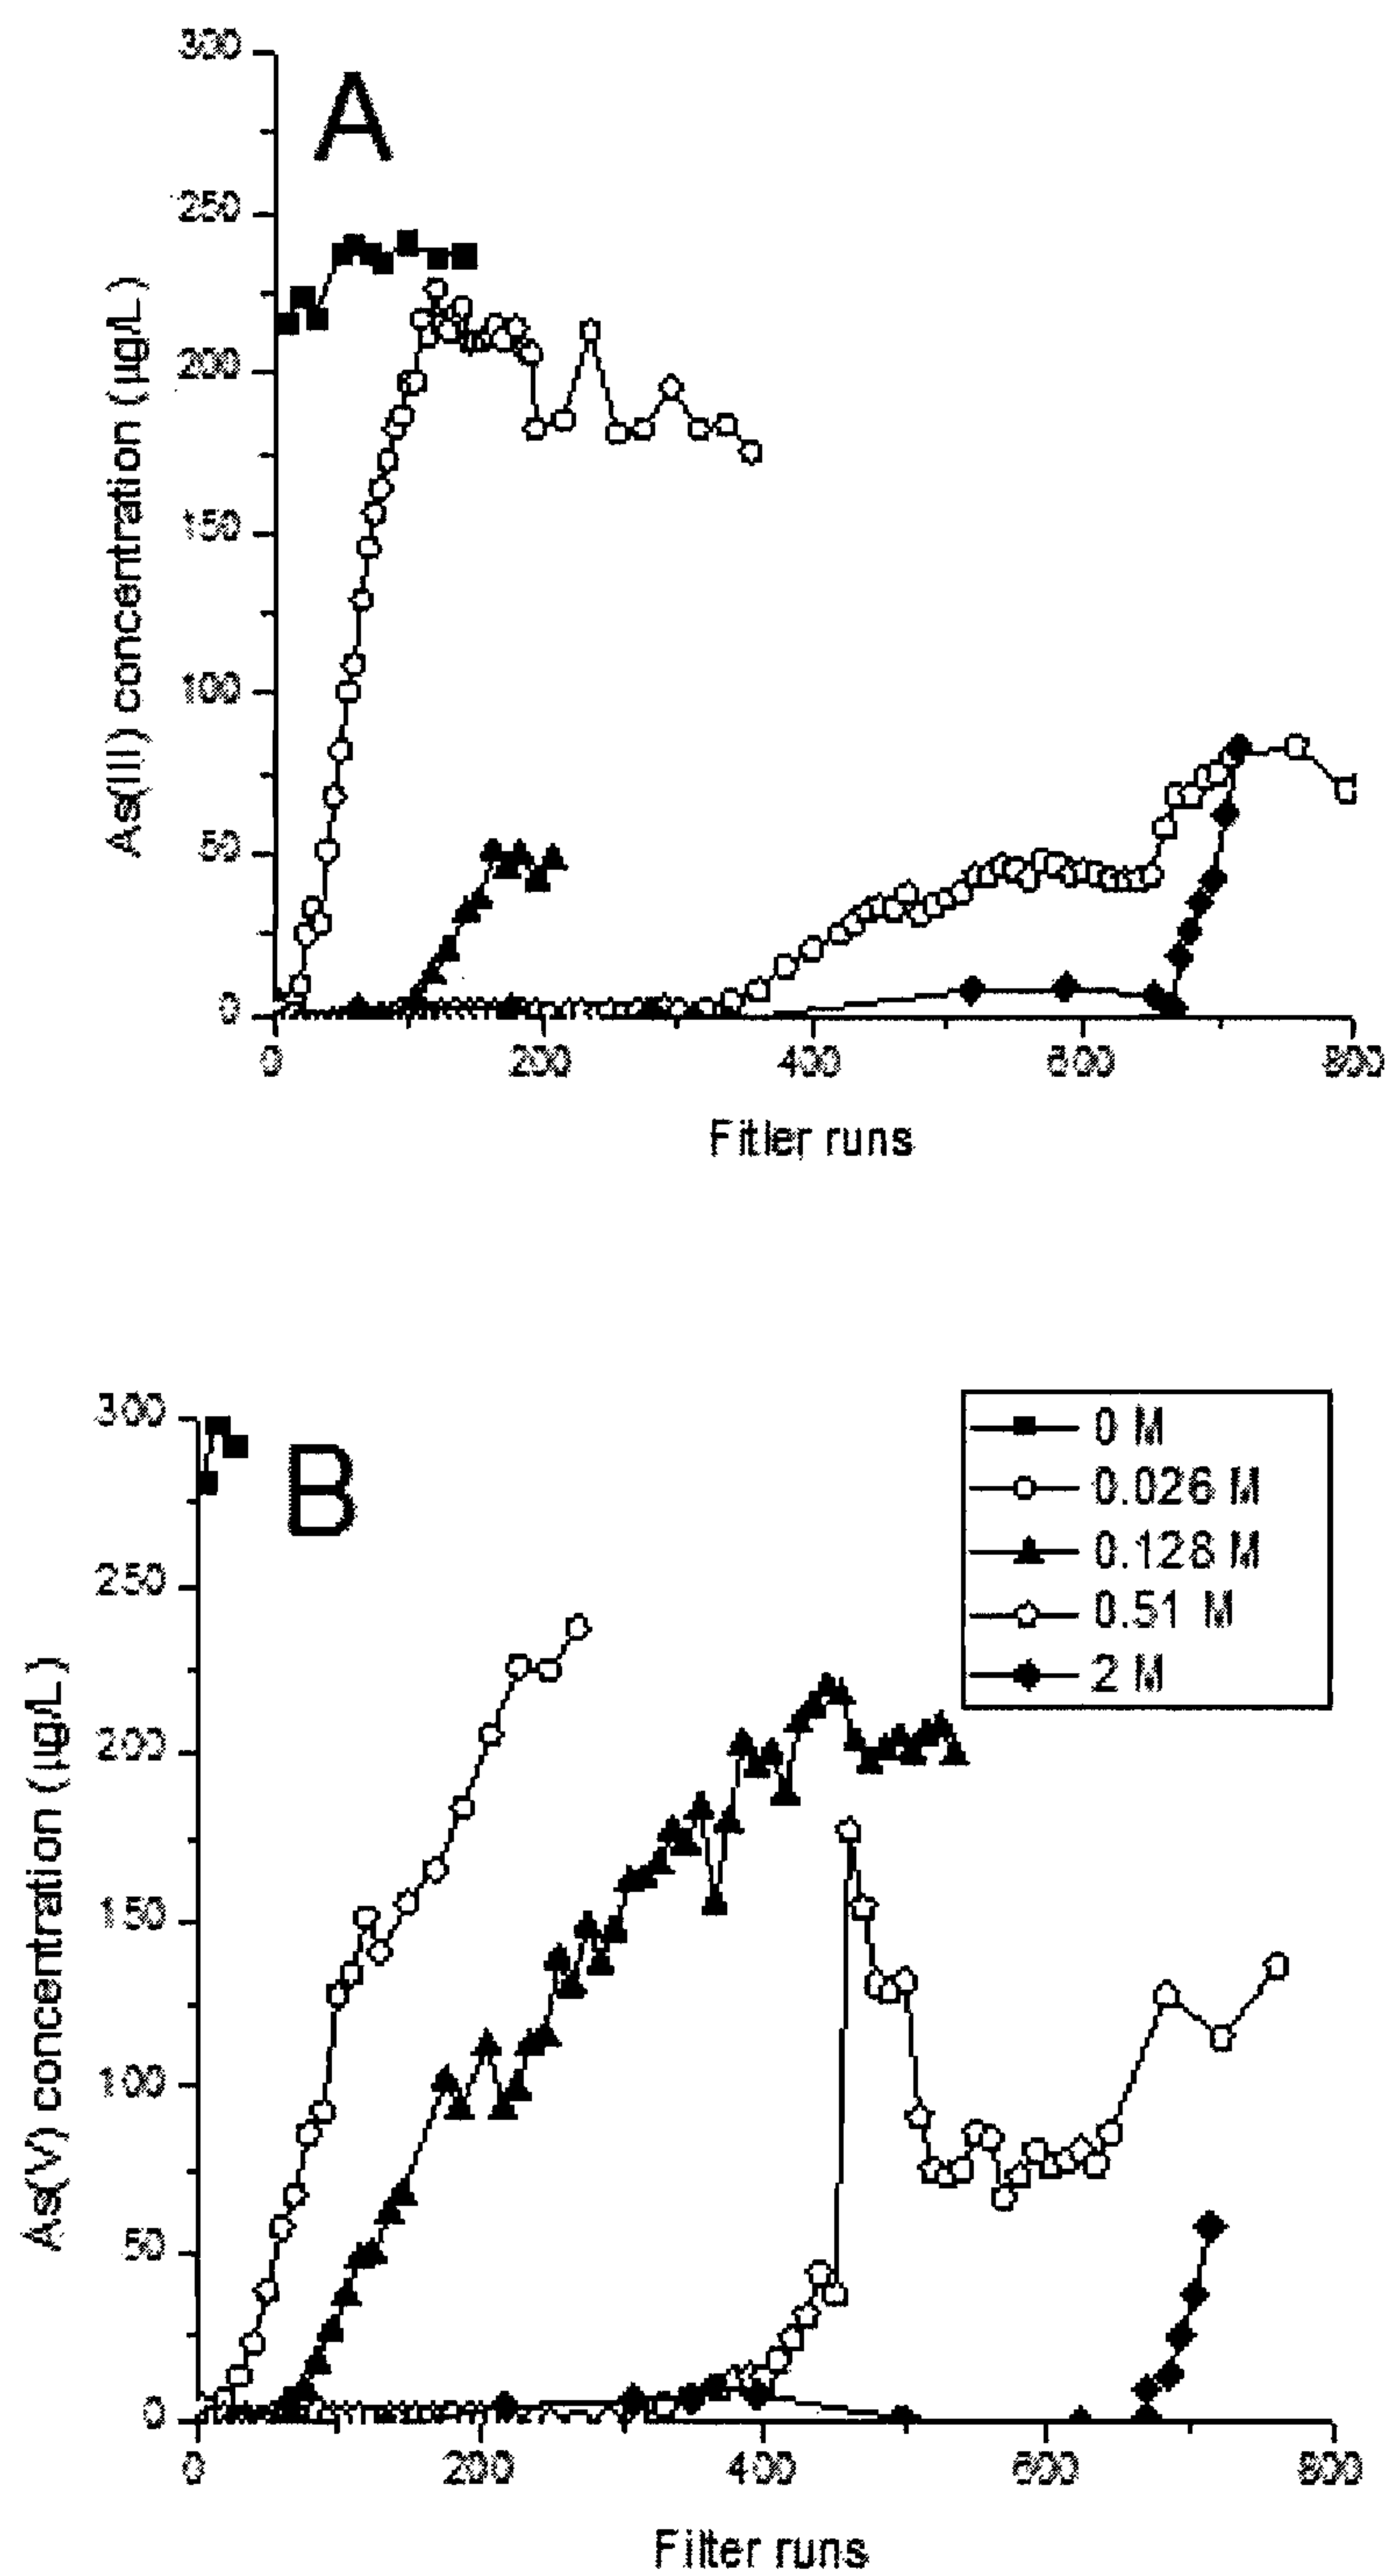 300
A
250
200
150
100
50
0
As(III) concentration (µg/L)
0 200 400 600 800
Fitler runs
300
B
250
200
150
100
50
0
As(V) concentration (µg/L)
0 M
0.026 M
0.128 M
0.51 M
2 M
0 200 400 600 800
Filter runs